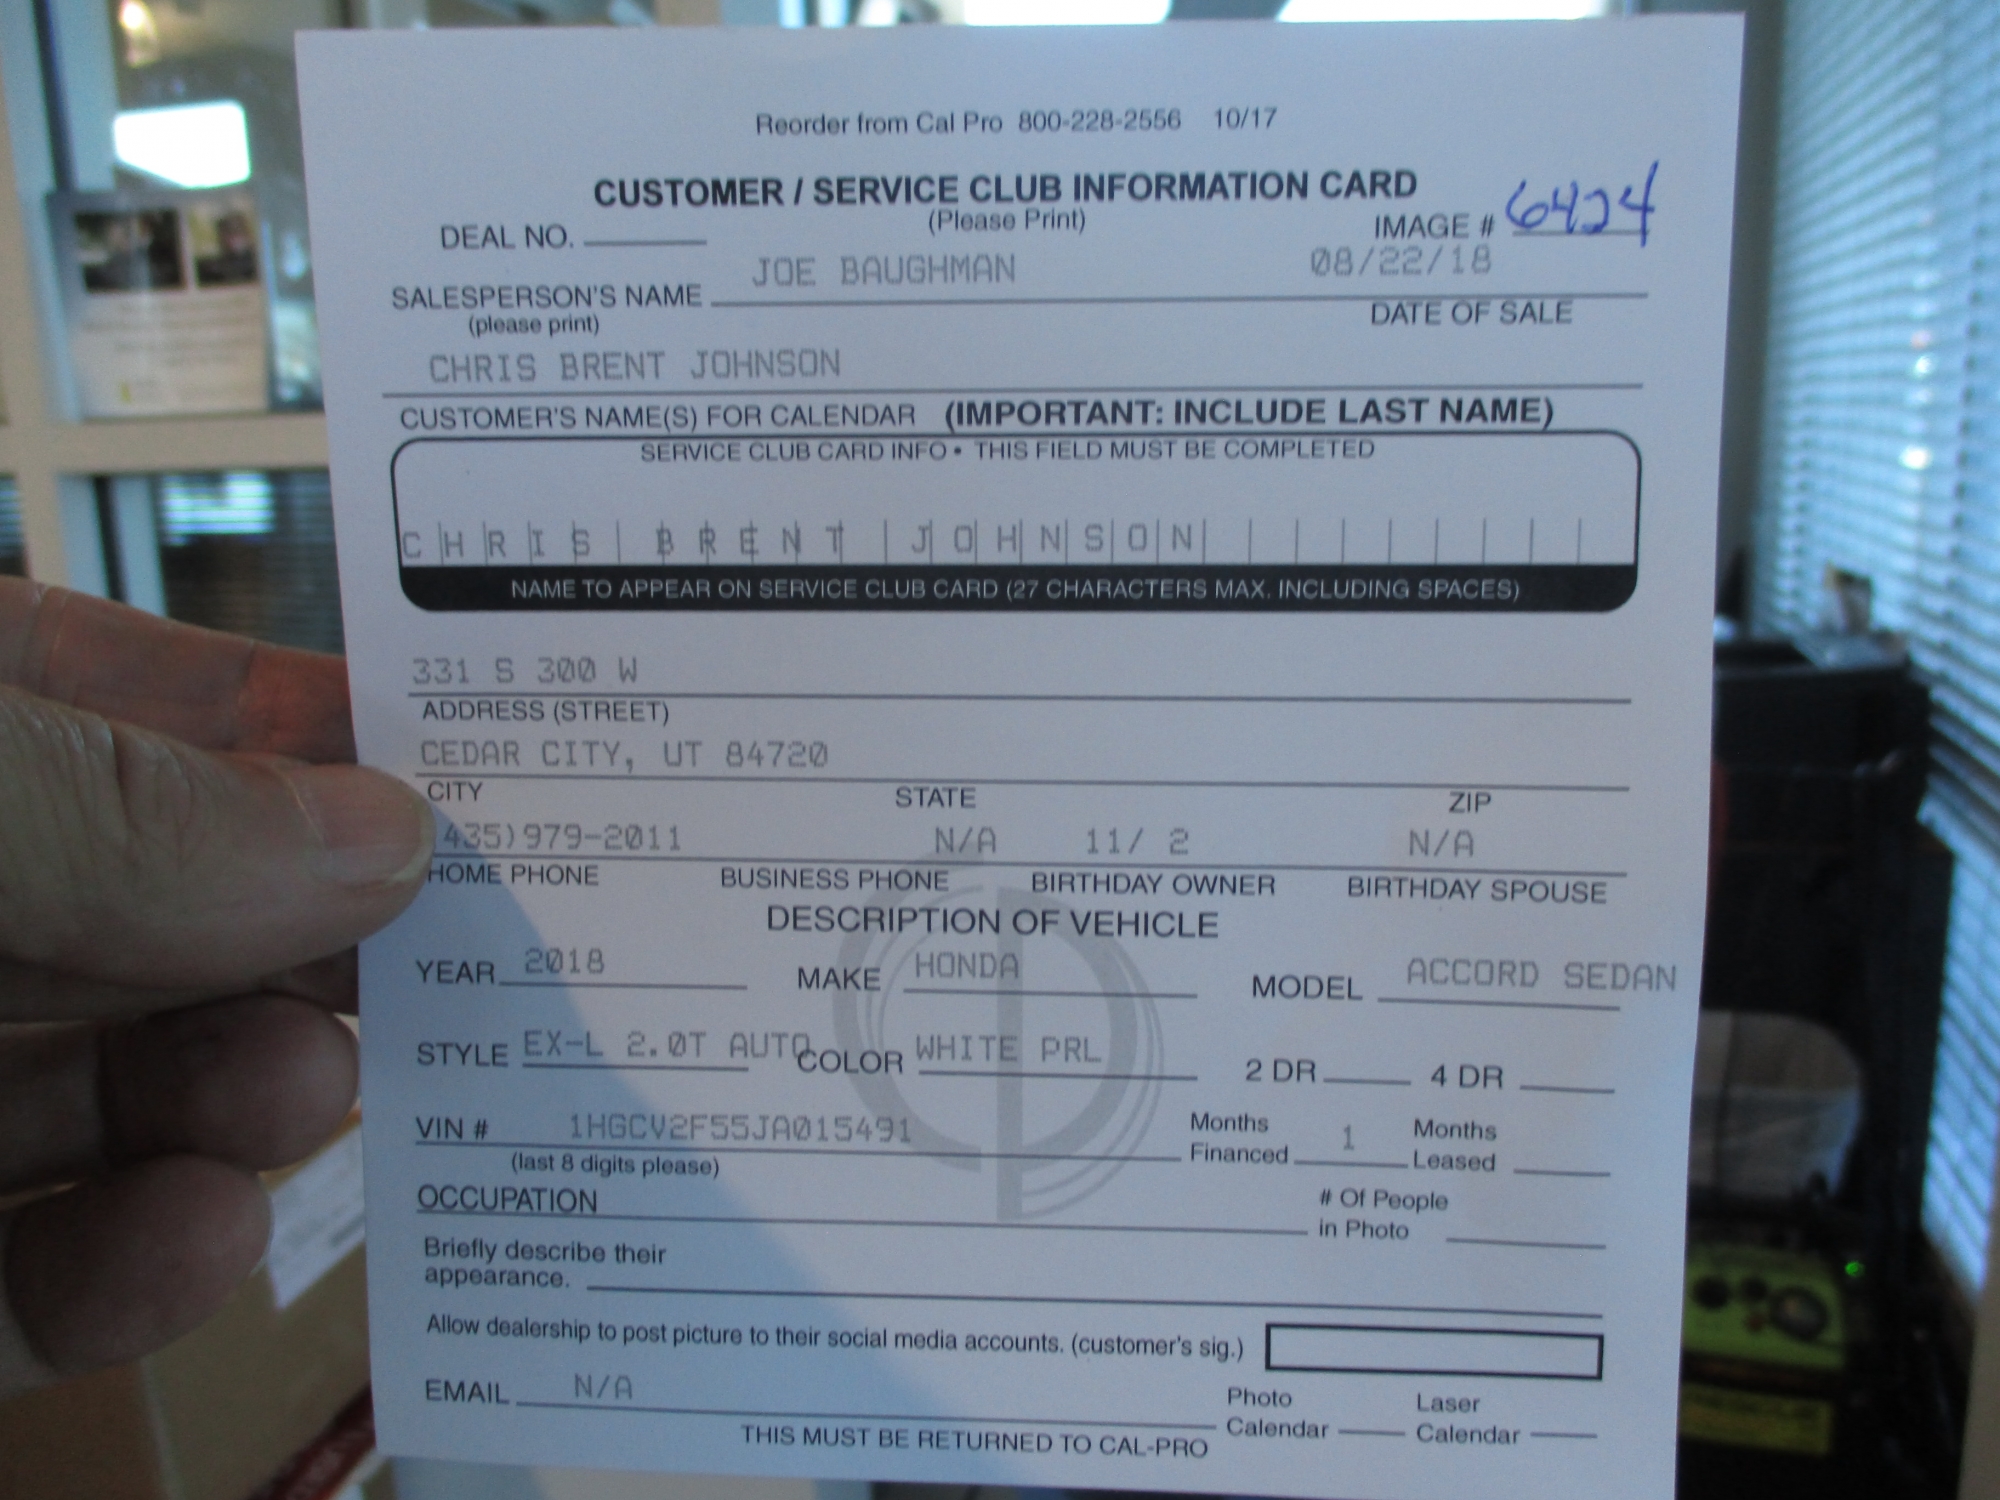 Reorder from Cal Pro 800-228-2556 10/17
CUSTOMER / SERVICE CLUB INFORMATION CARD
(Please Print)
DEAL NO. IMAGE # 6424
JOE BAUGHMAN 08/22/18
SALESPERSON'S NAME DATE OF SALE
(please print)
CHRIS BRENT JOHNSON
CUSTOMER'S NAME(S) FOR CALENDAR (IMPORTANT: INCLUDE LAST NAME)
SERVICE CLUB CARD INFO • THIS FIELD MUST BE COMPLETED
CHRIS BRENT JOHNSON
NAME TO APPEAR ON SERVICE CLUB CARD (27 CHARACTERS MAX. INCLUDING SPACES)
331 S 300 W
ADDRESS (STREET)
CEDAR CITY, UT 84720
CITY STATE ZIP
435)979-2011 N/A 11/ 2 N/A
HOME PHONE BUSINESS PHONE BIRTHDAY OWNER BIRTHDAY SPOUSE
DESCRIPTION OF VEHICLE
YEAR 2018 MAKE HONDA MODEL ACCORD SEDAN
STYLE EX-L 2.0T AUTO COLOR WHITE PRL 2 DR 4 DR
VIN # 1HGCV2F55JA015491 Months Financed 1 Months Leased
(last 8 digits please)
OCCUPATION # Of People in Photo
Briefly describe their
appearance.
Allow dealership to post picture to their social media accounts. (customer's sig.)
EMAIL N/A Photo Calendar Laser Calendar
THIS MUST BE RETURNED TO CAL-PRO